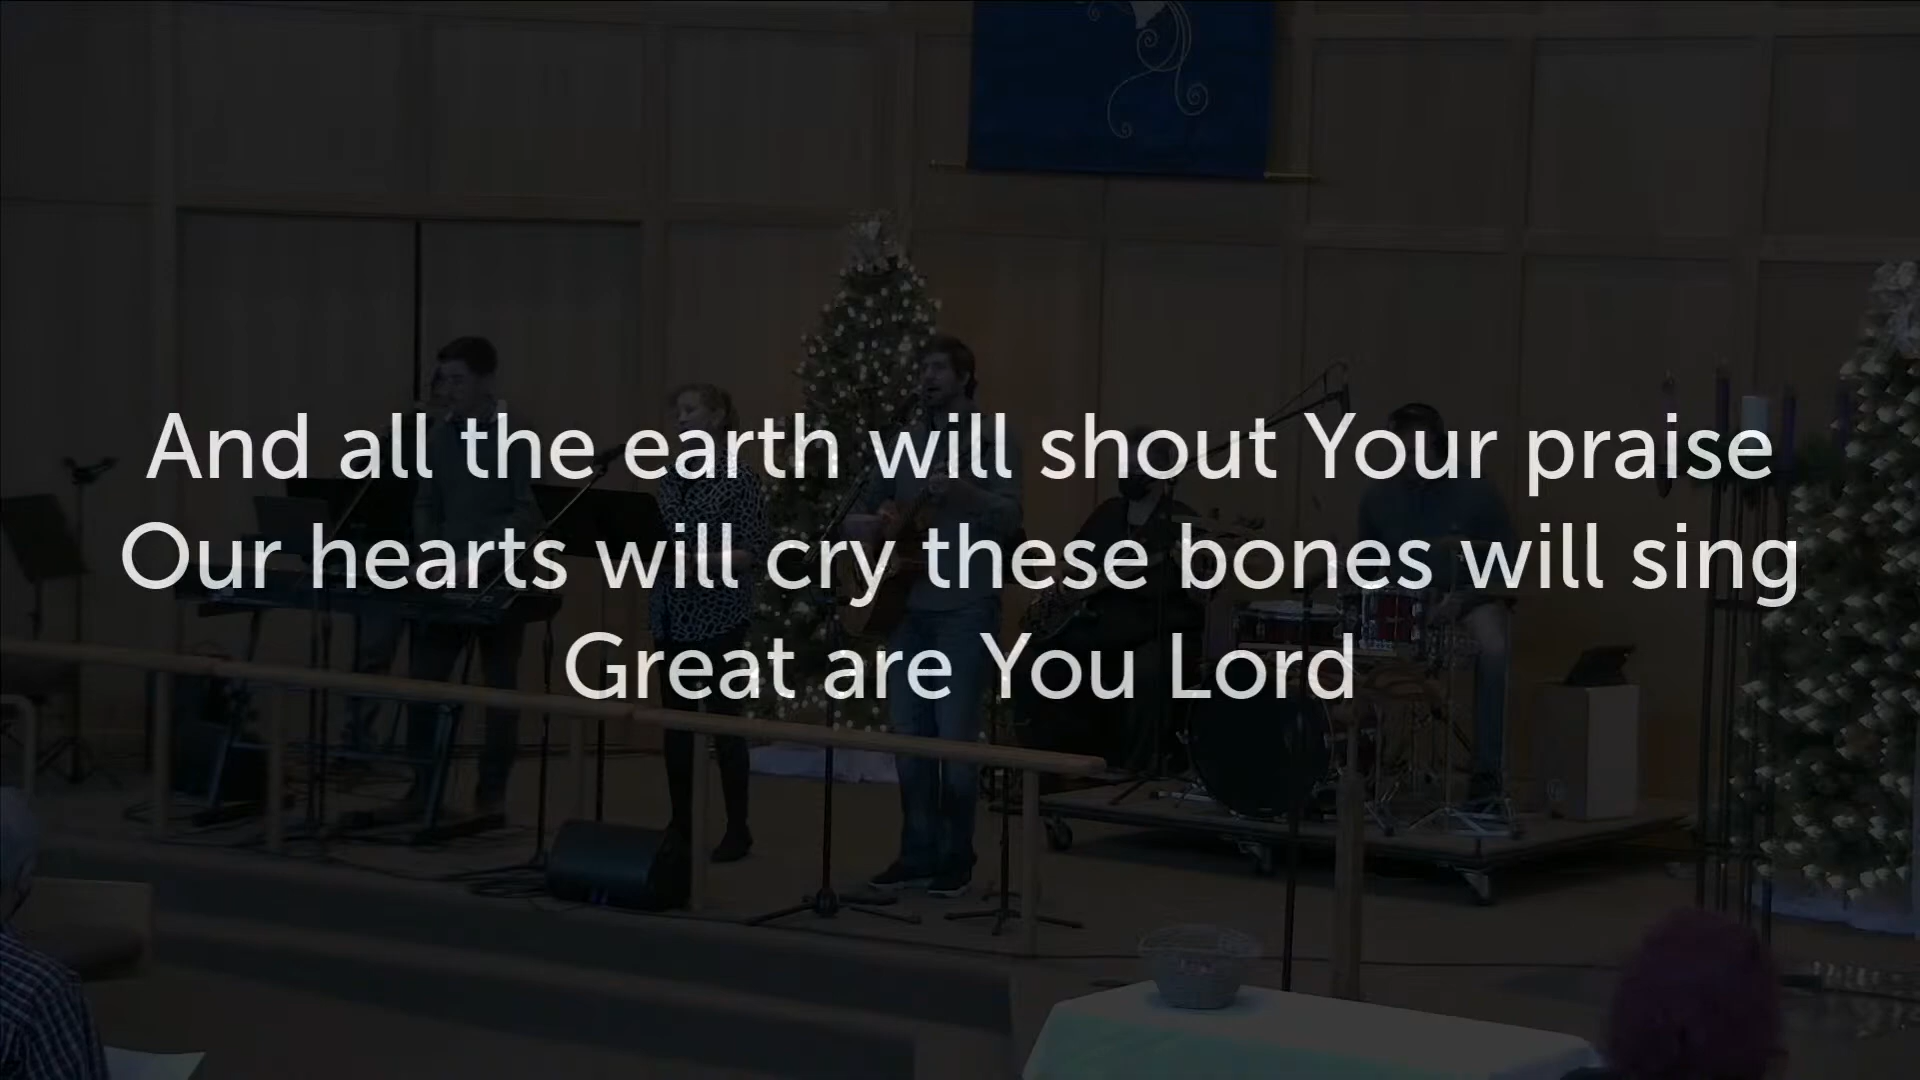 And all the earth will shout Your praise
Our hearts will cry these bones will sing
Great are You Lord